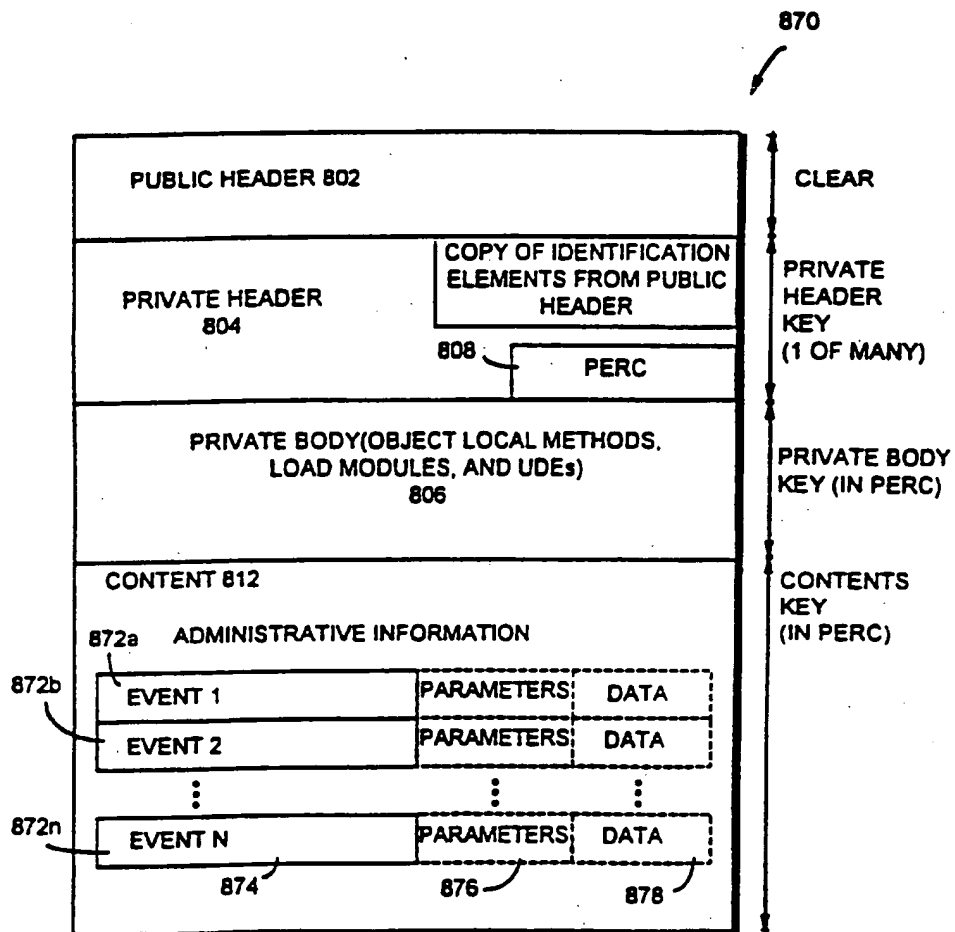 870
PUBLIC HEADER 802
CLEAR
COPY OF IDENTIFICATION
ELEMENTS FROM PUBLIC
HEADER
PRIVATE HEADER
804
808
PERC
PRIVATE
HEADER
KEY
(1 OF MANY)
PRIVATE BODY(OBJECT LOCAL METHODS,
LOAD MODULES, AND UDEs)
806
PRIVATE BODY
KEY (IN PERC)
CONTENT 812
CONTENTS
KEY
(IN PERC)
ADMINISTRATIVE INFORMATION
872a
872b
EVENT 1 PARAMETERS DATA
EVENT 2 PARAMETERS DATA
872n
EVENT N PARAMETERS DATA
874 876 878